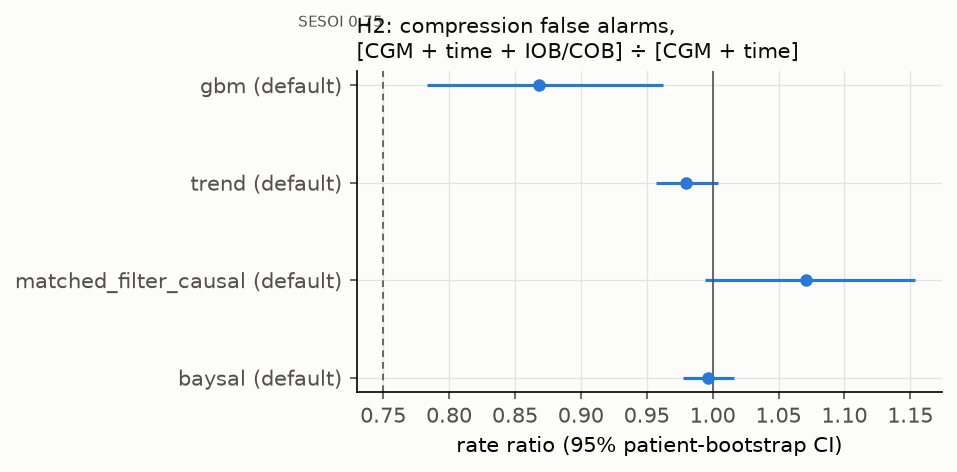 SESOI 0.75
H2: compression false alarms,
[CGM + time + IOB/COB] ÷ [CGM + time]
gbm (default)
trend (default)
matched_filter_causal (default)
baysal (default)
0.75 0.80 0.85 0.90 0.95 1.00 1.05 1.10 1.15
rate ratio (95% patient-bootstrap CI)